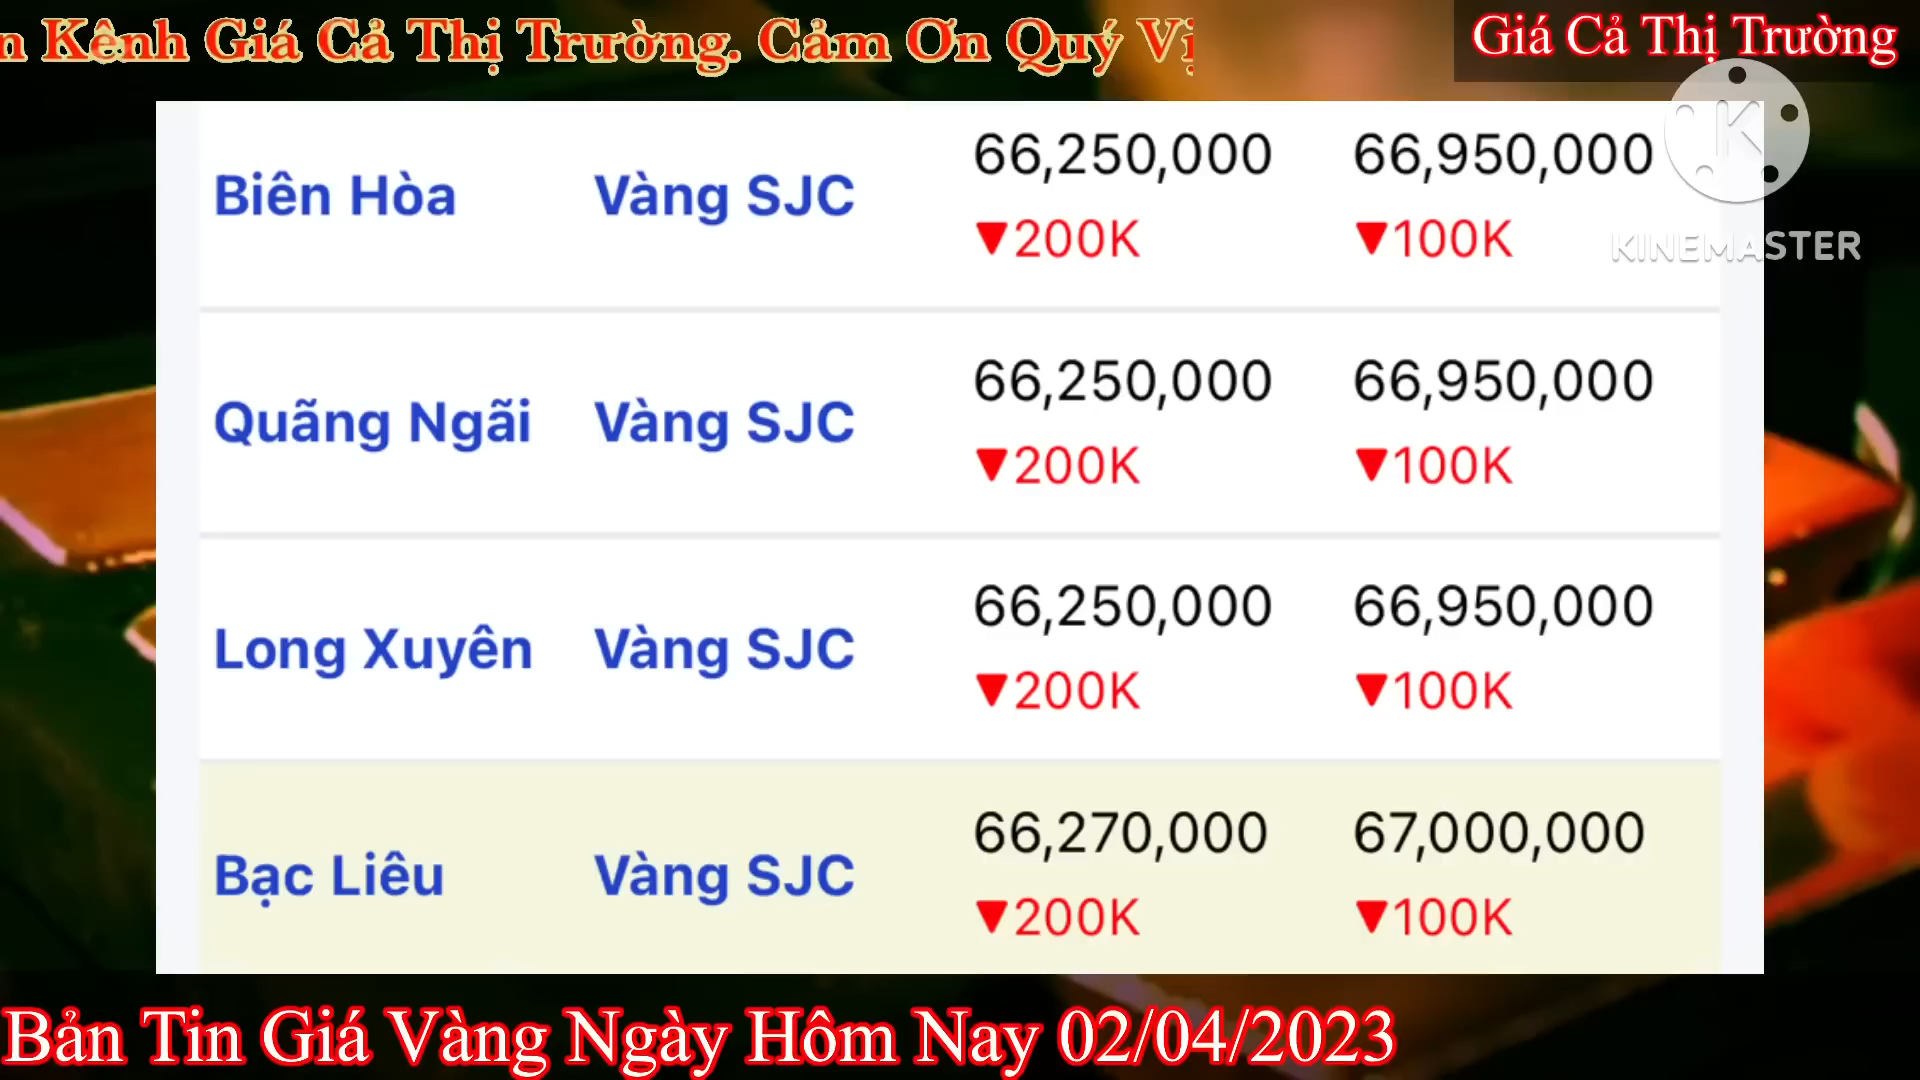 n Kênh Giá Cả Thị Trường. Cảm Ơn Quý Vị
Giá Cả Thị Trường
K
KINEMASTER
Biên Hòa Vàng SJC 66,250,000 66,950,000
▼200K ▼100K
Quãng Ngãi Vàng SJC 66,250,000 66,950,000
▼200K ▼100K
Long Xuyên Vàng SJC 66,250,000 66,950,000
▼200K ▼100K
Bạc Liêu Vàng SJC 66,270,000 67,000,000
▼200K ▼100K
Bản Tin Giá Vàng Ngày Hôm Nay 02/04/2023